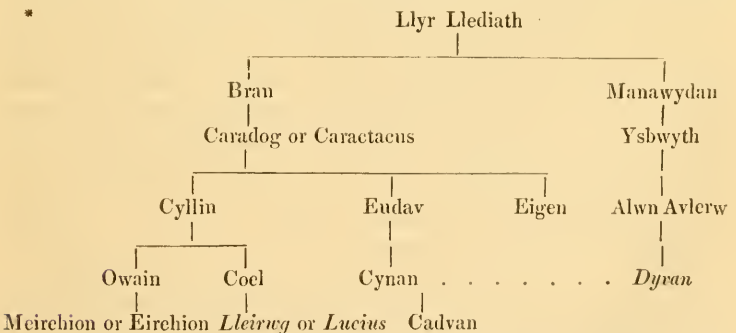 *
Llyr Llediath
Bran Manawydan
Caradog or Caractacus Ysbwyth
Cyllin Eudav Eigen Alwn Avlerw
Owain Coel Cynan . . . . . . . Dyvan
Meirchion or Eirchion Lleirwg or Lucius Cadvan